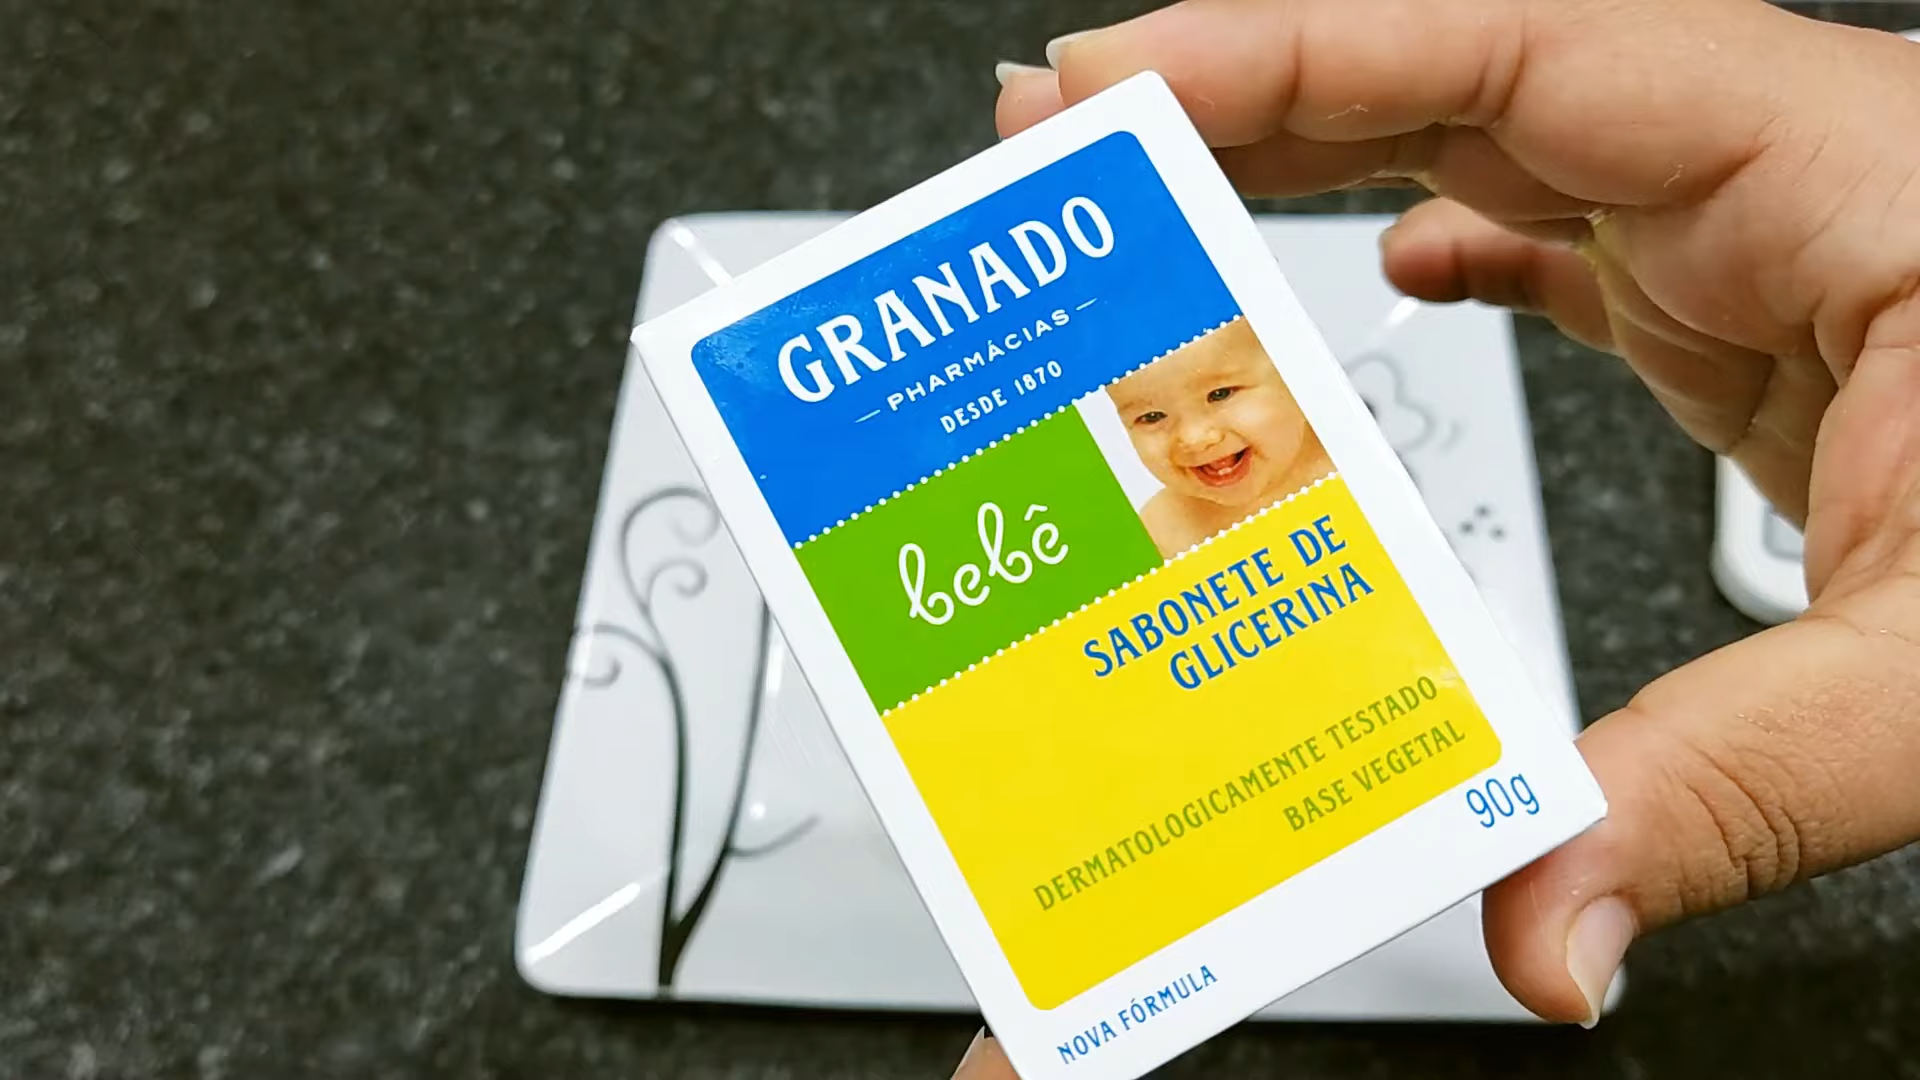 GRANADO
PHARMÁCIAS
DESDE 1870
bebê
SABONETE DE
GLICERINA
DERMATOLOGICAMENTE TESTADO
BASE VEGETAL
90g
NOVA FÓRMULA